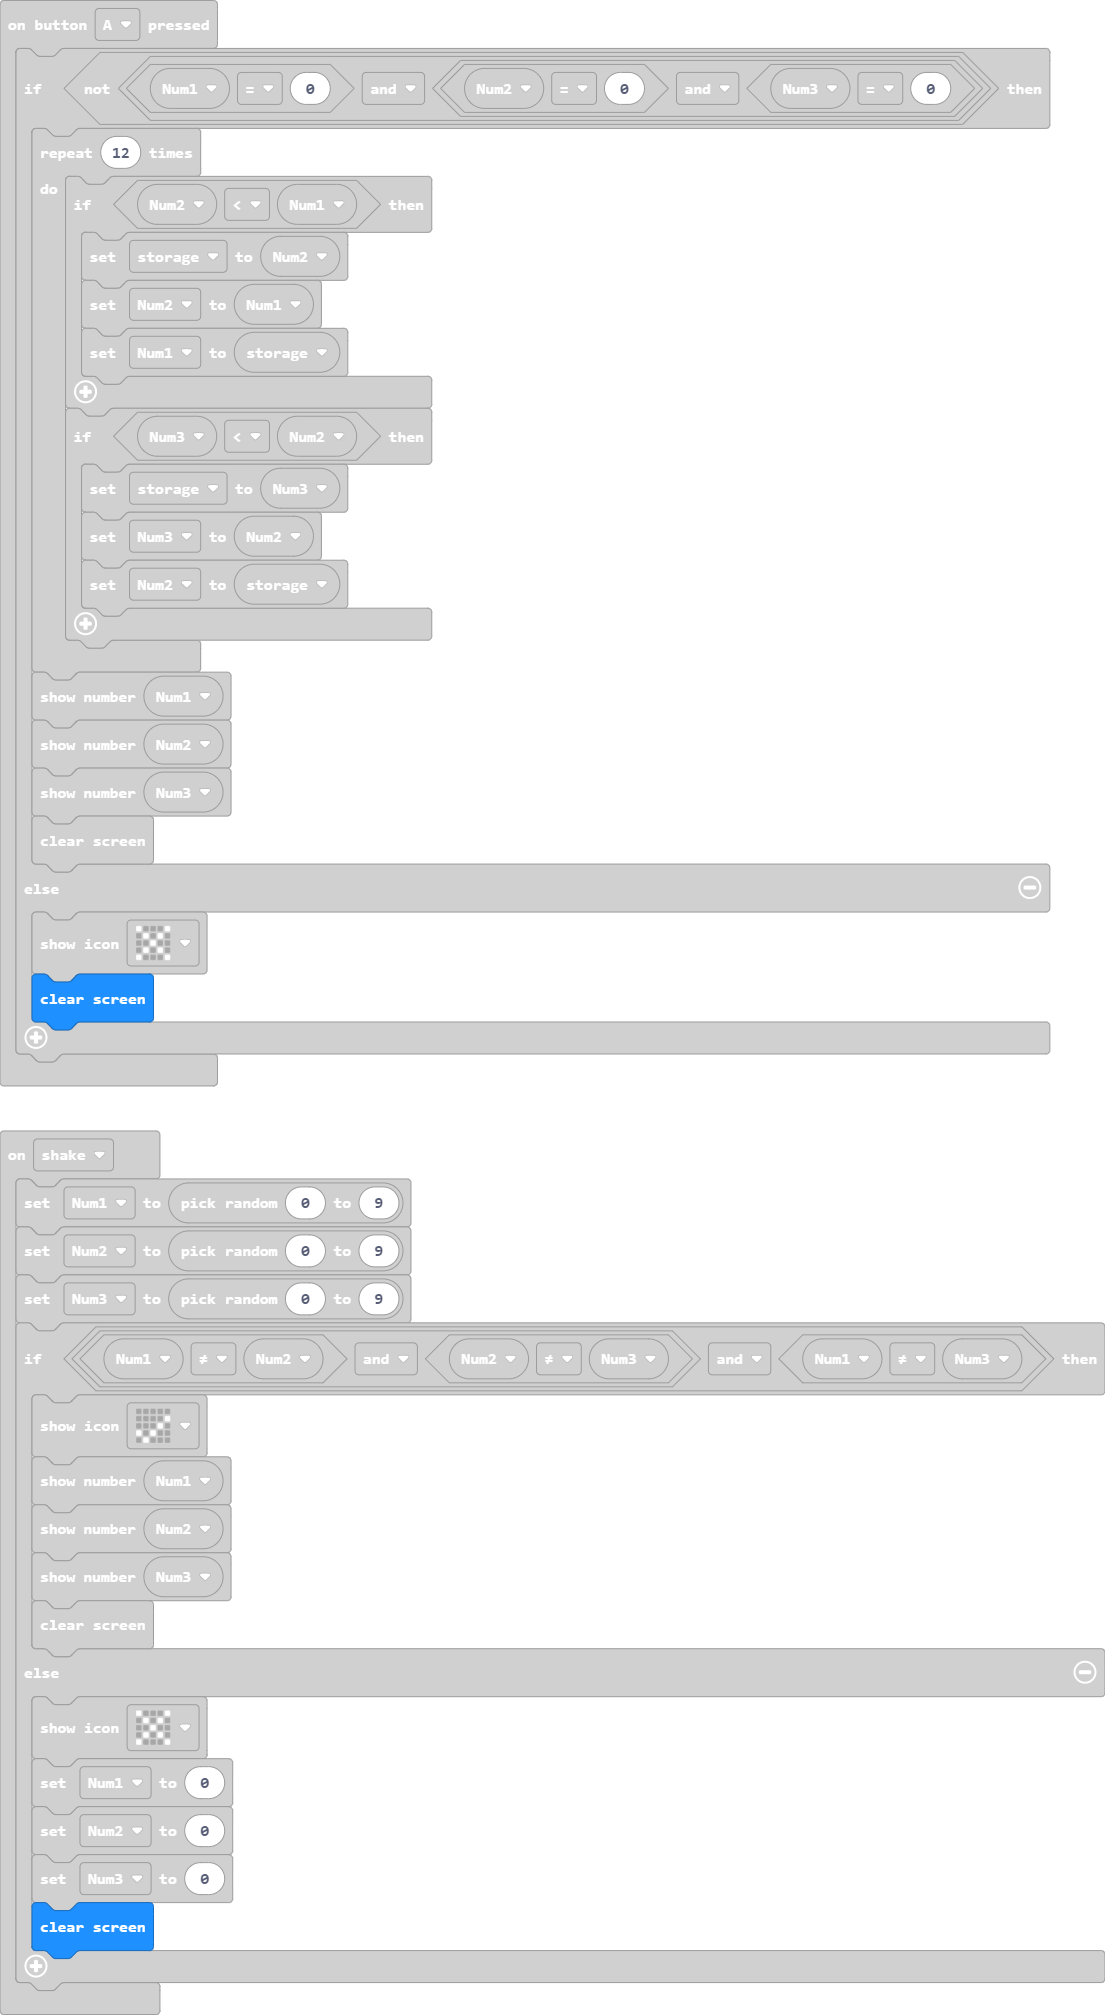 on button A pressed
if not Num1 = 0 and Num2 = 0 and Num3 = 0 then
repeat 12 times
do if Num2 < Num1 then
set storage to Num2
set Num2 to Num1
set Num1 to storage
if Num3 < Num2 then
set storage to Num3
set Num3 to Num2
set Num2 to storage
show number Num1
show number Num2
show number Num3
clear screen
else
show icon
clear screen
on shake
set Num1 to pick random 0 to 9
set Num2 to pick random 0 to 9
set Num3 to pick random 0 to 9
if Num1 ≠ Num2 and Num2 ≠ Num3 and Num1 ≠ Num3 then
show icon
show number Num1
show number Num2
show number Num3
clear screen
else
show icon
set Num1 to 0
set Num2 to 0
set Num3 to 0
clear screen